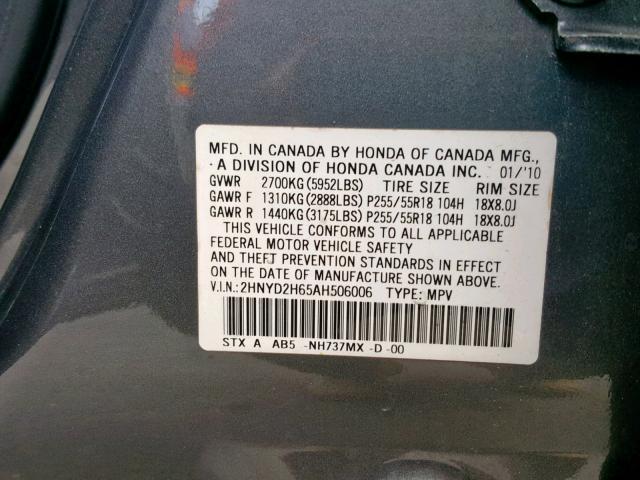 MFD. IN CANADA BY HONDA OF CANADA MFG.,
A DIVISION OF HONDA CANADA INC. 01/'10
GVWR 2700KG(5952LBS) TIRE SIZE RIM SIZE
GAWR F 1310KG(2888LBS) P255/55R18 104H 18X8.0J
GAWR R 1440KG(3175LBS) P255/55R18 104H 18X8.0J
THIS VEHICLE CONFORMS TO ALL APPLICABLE
FEDERAL MOTOR VEHICLE SAFETY
AND THEFT PREVENTION STANDARDS IN EFFECT
ON THE DATE OF MANUFACTURE SHOWN ABOVE.
V.I.N.:2HNYD2H65AH506006 TYPE: MPV
STX A AB5 -NH737MX -D-00